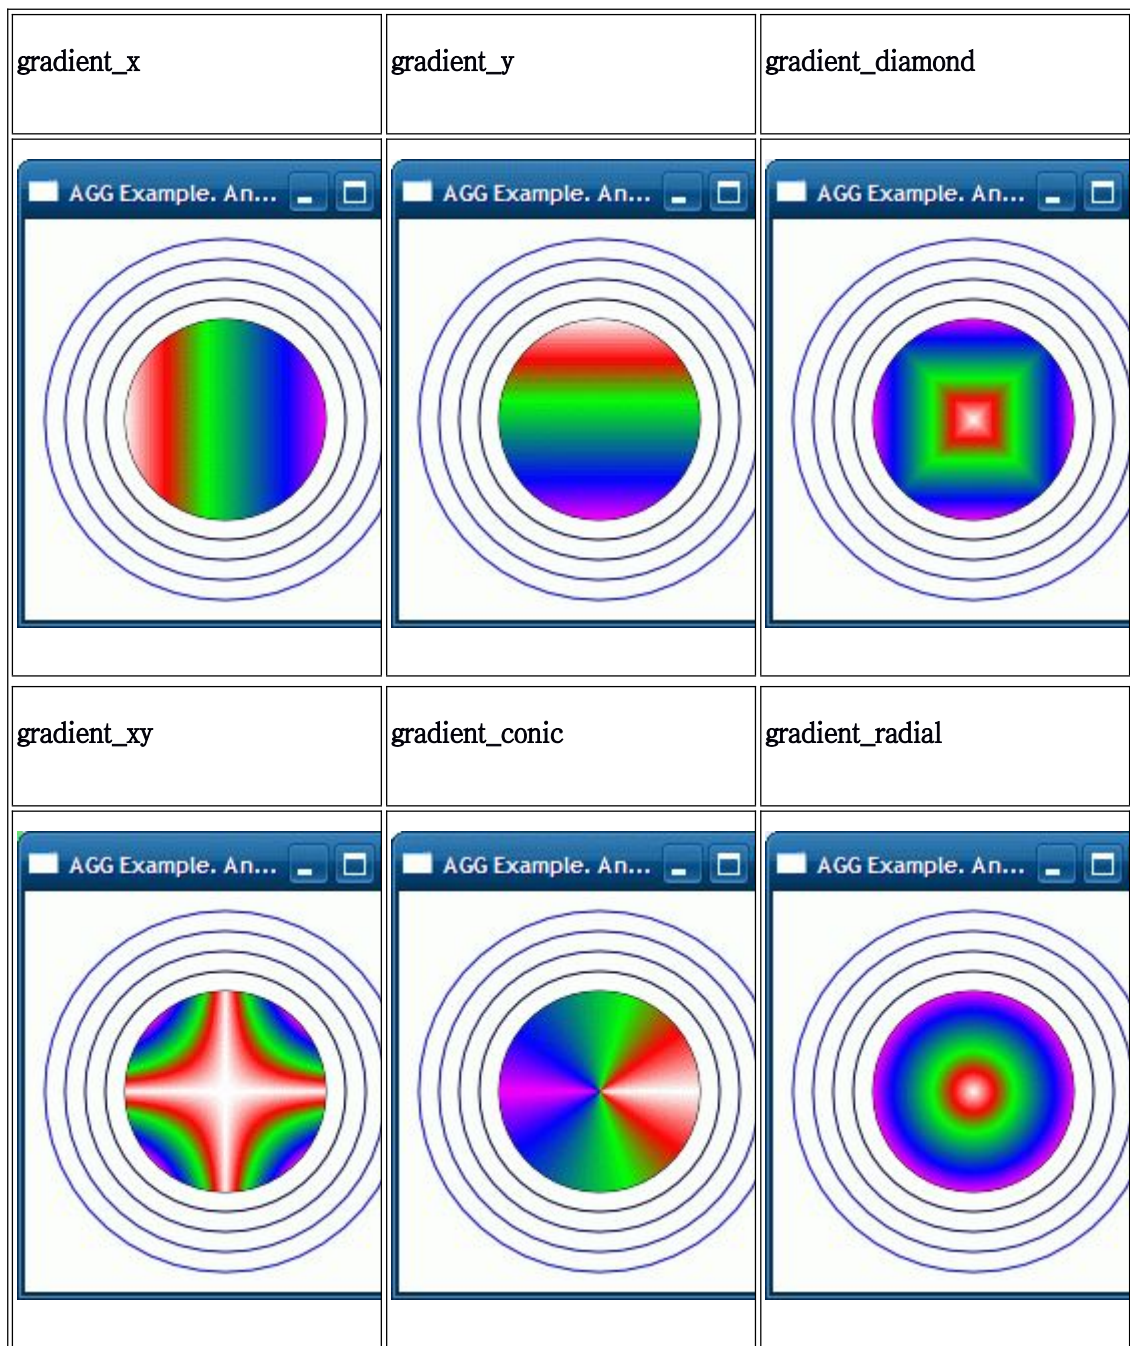 gradient_x
gradient_y
gradient_diamond
AGG Example. An...
AGG Example. An...
AGG Example. An...
gradient_xy
gradient_conic
gradient_radial
AGG Example. An...
AGG Example. An...
AGG Example. An...